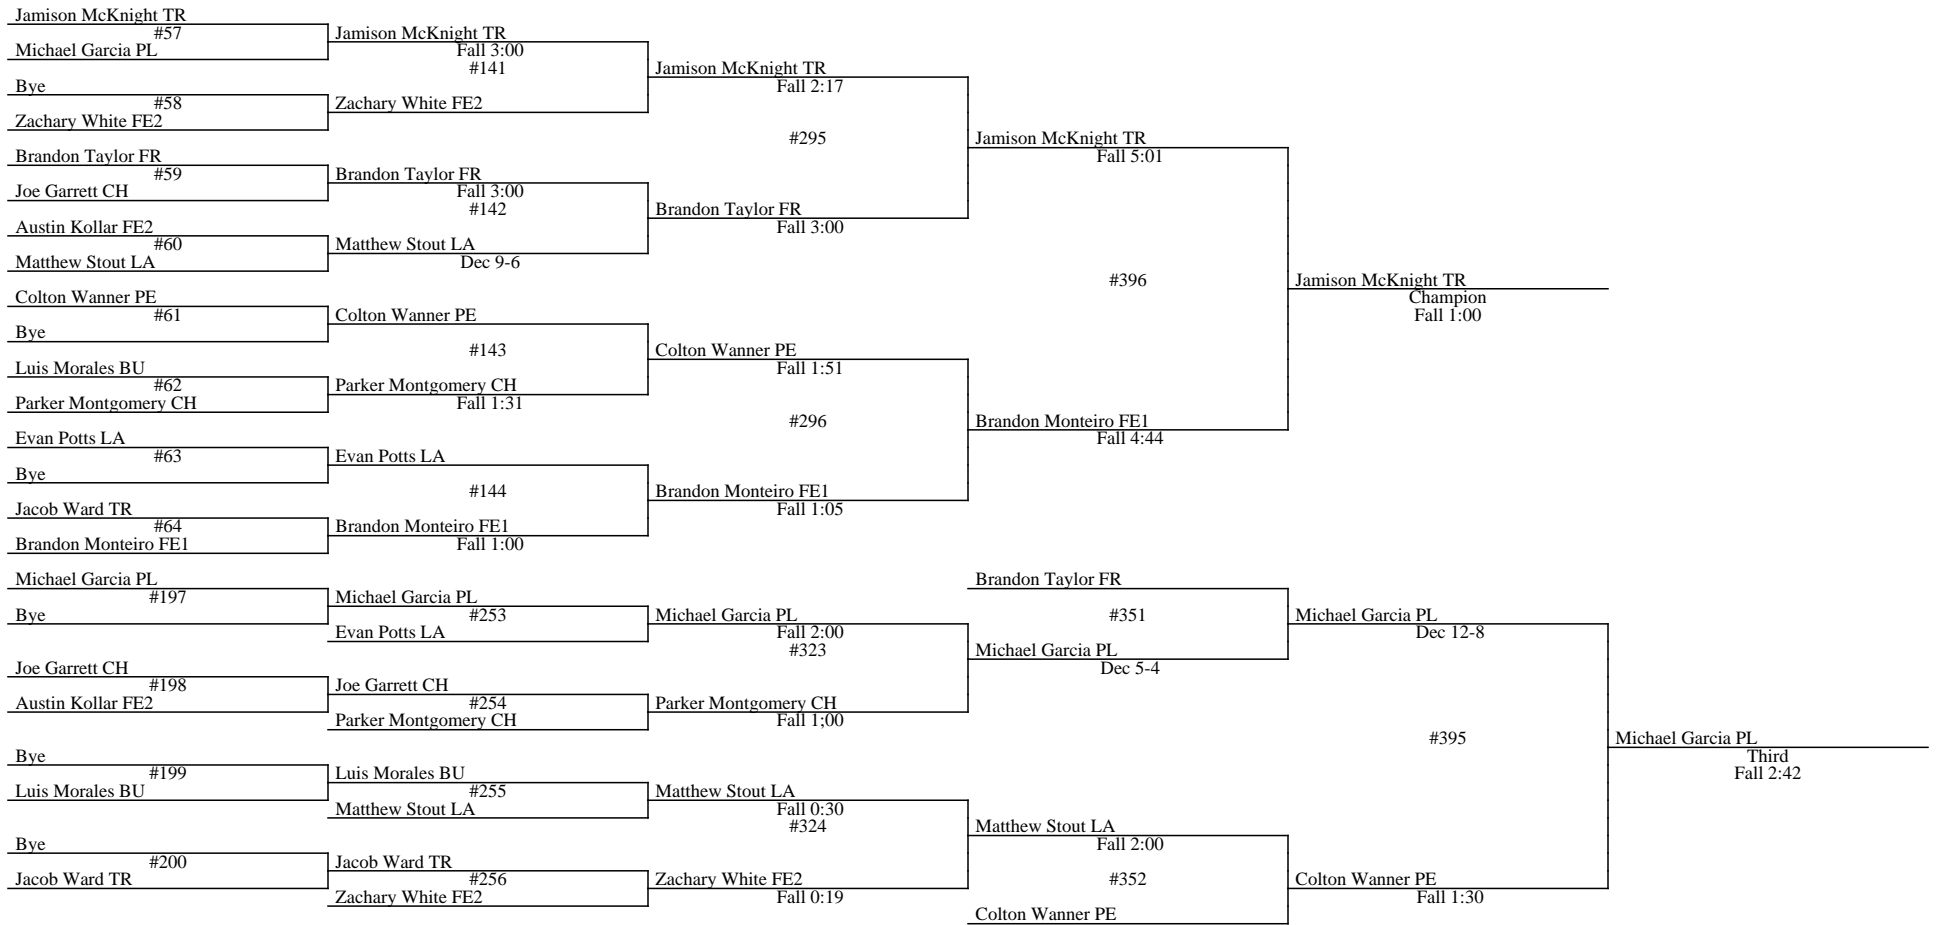 Jamison McKnight TR
#57
Michael Garcia PL
Bye
#58
Zachary White FE2
Brandon Taylor FR
#59
Joe Garrett CH
Austin Kollar FE2
#60
Matthew Stout LA
Colton Wanner PE
#61
Bye
Luis Morales BU
#62
Parker Montgomery CH
Evan Potts LA
#63
Bye
Jacob Ward TR
#64
Brandon Monteiro FE1
Jamison McKnight TR
Fall 3:00
#141
Zachary White FE2
Brandon Taylor FR
Fall 3:00
#142
Matthew Stout LA
Dec 9-6
Colton Wanner PE
#143
Parker Montgomery CH
Fall 1:31
Evan Potts LA
#144
Brandon Monteiro FE1
Fall 1:00
Jamison McKnight TR
Fall 2:17
#295
Brandon Taylor FR
Fall 3:00
Colton Wanner PE
Fall 1:51
#296
Brandon Monteiro FE1
Fall 1:05
Jamison McKnight TR
Fall 5:01
#396
Brandon Monteiro FE1
Fall 4:44
Jamison McKnight TR
Champion
Fall 1:00
Michael Garcia PL
#197
Bye
Joe Garrett CH
#198
Austin Kollar FE2
Bye
#199
Luis Morales BU
Bye
#200
Jacob Ward TR
Michael Garcia PL
#253
Evan Potts LA
Joe Garrett CH
#254
Parker Montgomery CH
Luis Morales BU
#255
Matthew Stout LA
Jacob Ward TR
#256
Zachary White FE2
Michael Garcia PL
Fall 2:00
#323
Parker Montgomery CH
Fall 1;00
Matthew Stout LA
Fall 0:30
#324
Zachary White FE2
Fall 0:19
Brandon Taylor FR
#351
Michael Garcia PL
Dec 5-4
Matthew Stout LA
Fall 2:00
#352
Colton Wanner PE
Michael Garcia PL
Dec 12-8
#395
Colton Wanner PE
Fall 1:30
Michael Garcia PL
Third
Fall 2:42